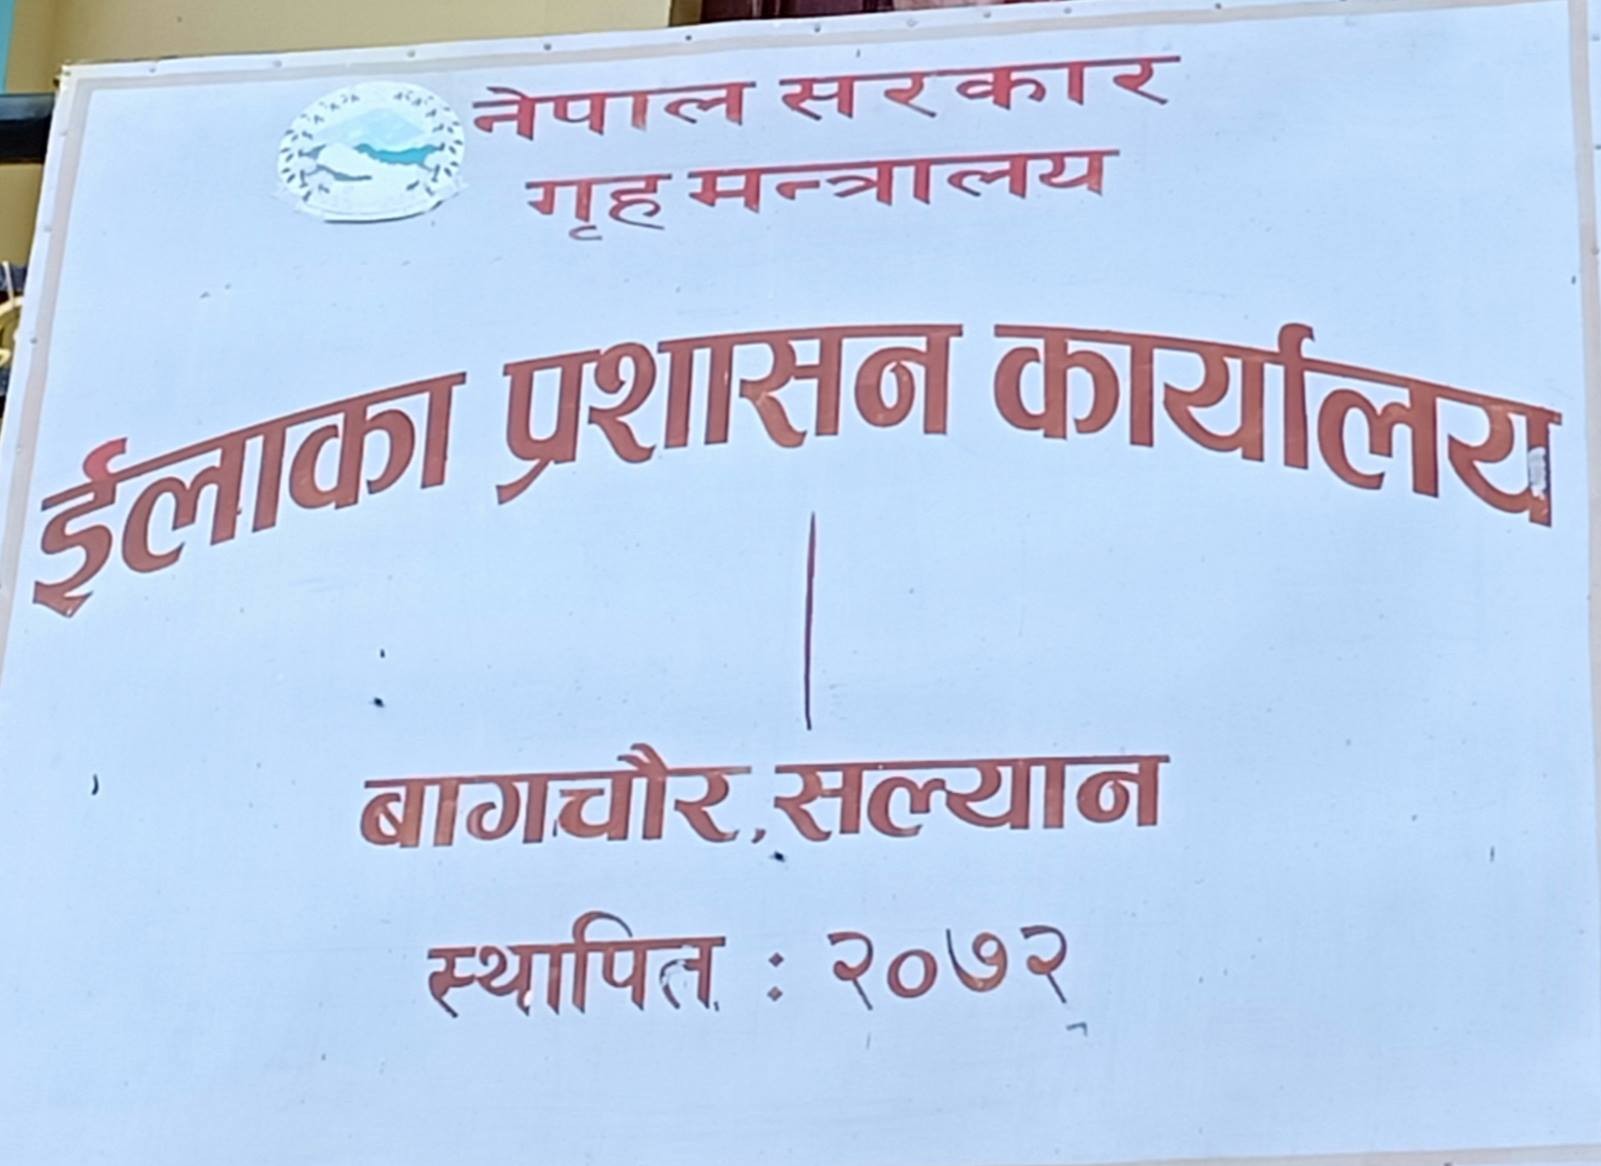 नेपाल सरकार
गृह मन्त्रालय
ईलाका प्रशासन कार्यालय
बागचौर, सल्यान
स्थापित : २०७२